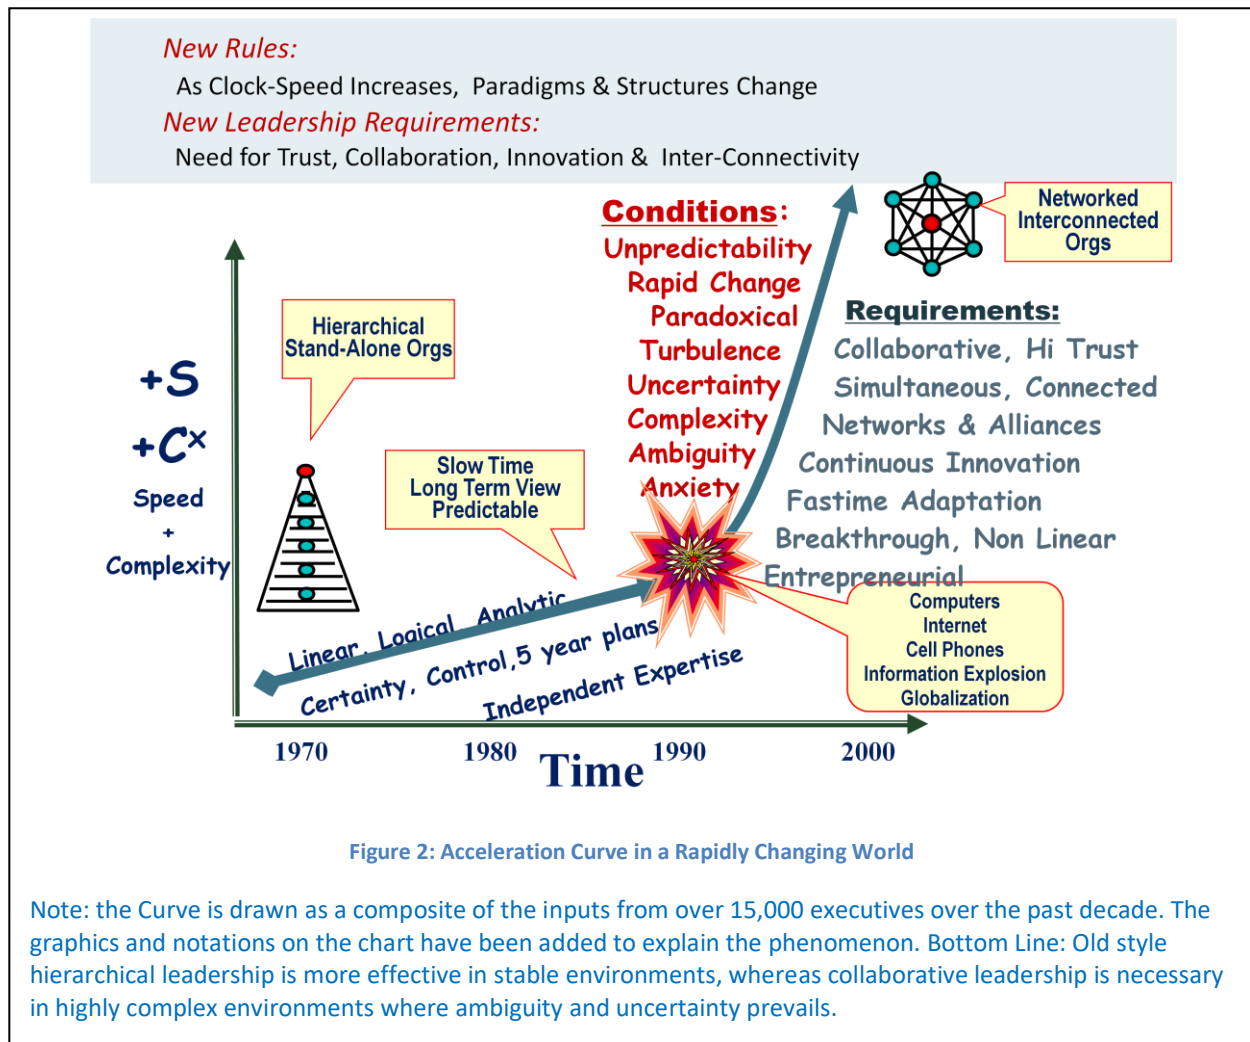 New Rules:
As Clock-Speed Increases, Paradigms & Structures Change
New Leadership Requirements:
Need for Trust, Collaboration, Innovation & Inter-Connectivity
Networked
Interconnected
Orgs
Conditions:
Unpredictability
Rapid Change
Paradoxical
Turbulence
Uncertainty
Complexity
Ambiguity
Anxiety
Requirements:
Collaborative, Hi Trust
Simultaneous, Connected
Networks & Alliances
Continuous Innovation
Fastime Adaptation
Breakthrough, Non Linear
Entrepreneurial
Hierarchical
Stand-Alone Orgs
+S
+Cˣ
Speed
+
Complexity
Slow Time
Long Term View
Predictable
Linear, Logical, Analytic
Certainty, Control,5 year plans
Independent Expertise
Computers
Internet
Cell Phones
Information Explosion
Globalization
1970 1980 1990 2000
Time
Figure 2: Acceleration Curve in a Rapidly Changing World
Note: the Curve is drawn as a composite of the inputs from over 15,000 executives over the past decade. The
graphics and notations on the chart have been added to explain the phenomenon. Bottom Line: Old style
hierarchical leadership is more effective in stable environments, whereas collaborative leadership is necessary
in highly complex environments where ambiguity and uncertainty prevails.